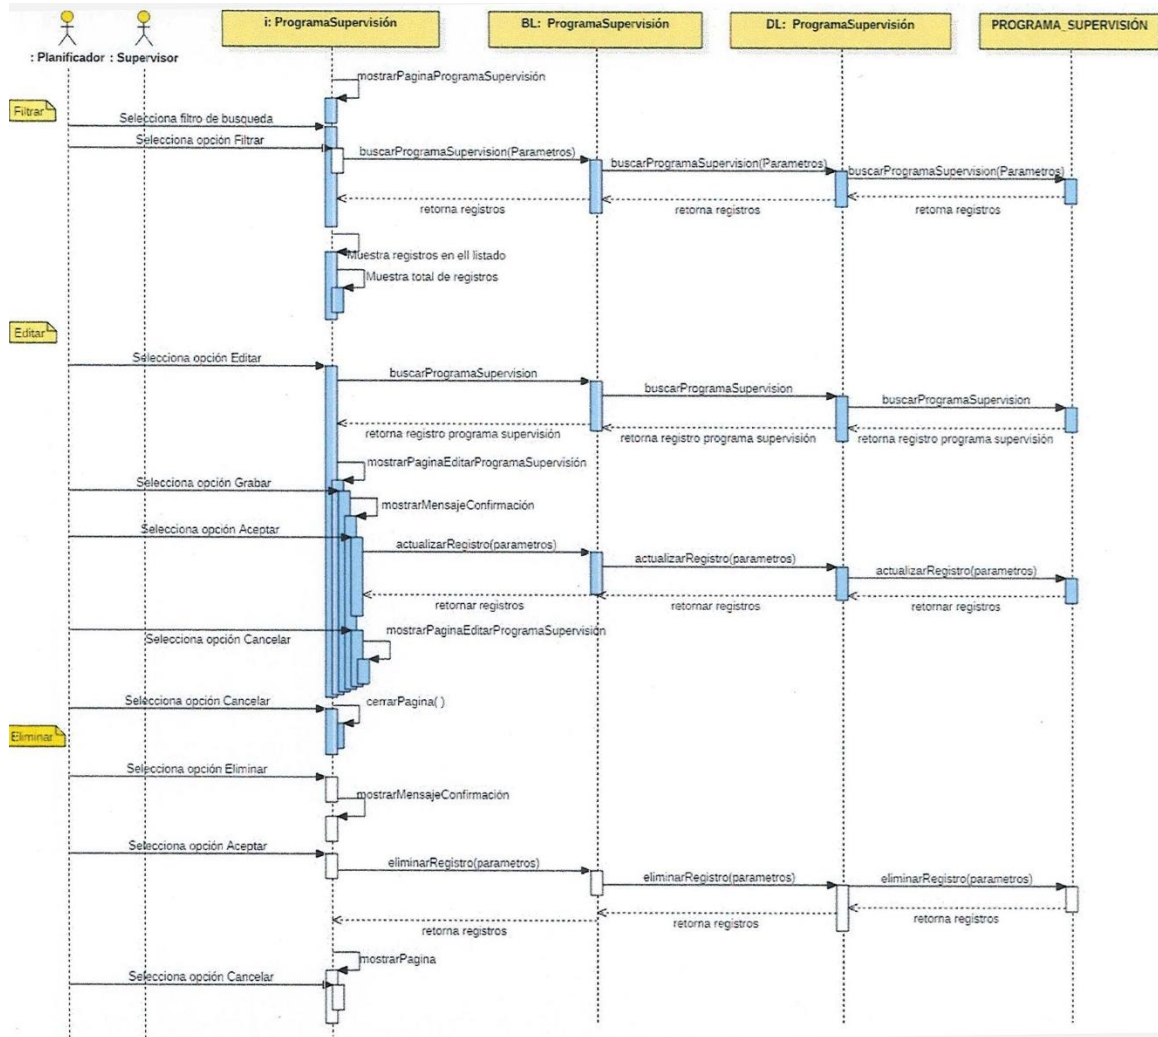 i: ProgramaSupervisión
BL: ProgramaSupervisión
DL: ProgramaSupervisión
PROGRAMA_SUPERVISIÓN
: Planificador
: Supervisor
mostrarPaginaProgramaSupervisión
Filtrar
Selecciona filtro de busqueda
Selecciona opción Filtrar
buscarProgramaSupervision(Parametros)
buscarProgramaSupervision(Parametros)
buscarProgramaSupervision(Parametros)
retorna registros
retorna registros
retorna registros
Muestra registros en ell listado
Muestra total de registros
Editar
Selecciona opción Editar
buscarProgramaSupervision
buscarProgramaSupervision
buscarProgramaSupervision
retorna registro programa supervisión
retorna registro programa supervisión
retorna registro programa supervisión
mostrarPaginaEditarProgramaSupervisión
Selecciona opción Grabar
mostrarMensajeConfirmación
Selecciona opción Aceptar
actualizarRegistro(parametros)
actualizarRegistro(parametros)
actualizarRegistro(parametros)
retornar registros
retornar registros
retornar registros
Selecciona opción Cancelar
mostrarPaginaEditarProgramaSupervisión
Selecciona opción Cancelar
cerrarPagina( )
Eliminar
Selecciona opción Eliminar
mostrarMensajeConfirmación
Selecciona opción Aceptar
eliminarRegistro(parametros)
eliminarRegistro(parametros)
eliminarRegistro(parametros)
retorna registros
retorna registros
retorna registros
mostrarPagina
Selecciona opción Cancelar